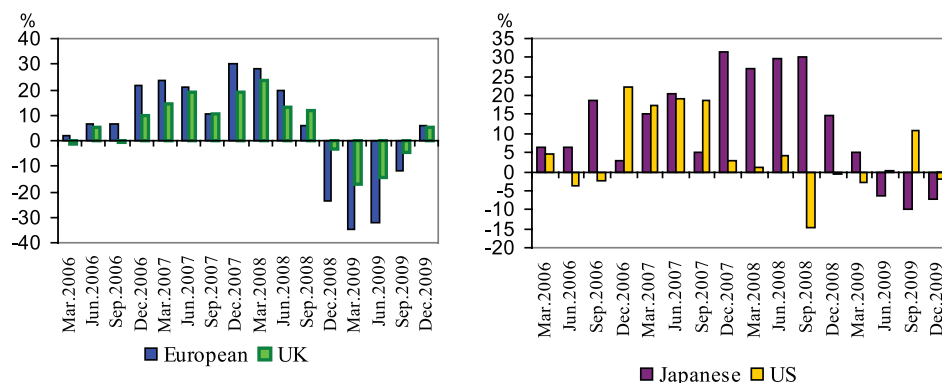 %
40
30
20
10
0
-10
-20
-30
-40
Mar.2006
Jun.2006
Sep.2006
Dec.2006
Mar.2007
Jun.2007
Sep.2007
Dec.2007
Mar.2008
Jun.2008
Sep.2008
Dec.2008
Mar.2009
Jun.2009
Sep.2009
Dec.2009
European UK
%
35
30
25
20
15
10
5
0
-5
-10
-15
-20
Mar.2006
Jun.2006
Sep.2006
Dec.2006
Mar.2007
Jun.2007
Sep.2007
Dec.2007
Mar.2008
Jun.2008
Sep.2008
Dec.2008
Mar.2009
Jun.2009
Sep.2009
Dec.2009
Japanese US